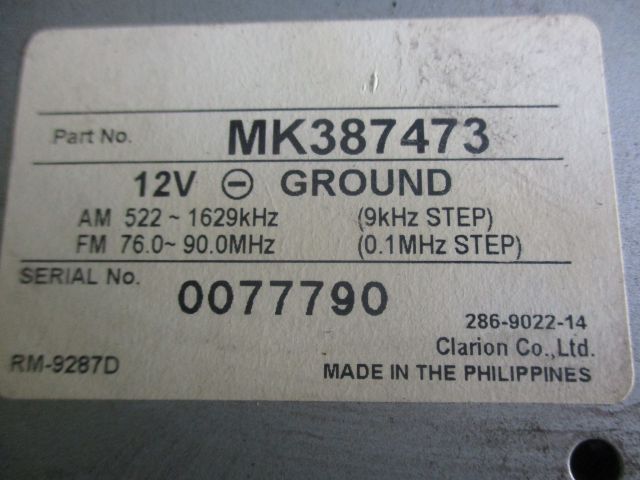 Part No. MK387473
12V ⊖ GROUND
AM 522 ~ 1629kHz (9kHz STEP)
FM 76.0~ 90.0MHz (0.1MHz STEP)
SERIAL No.
0077790
286-9022-14
Clarion Co.,Ltd.
RM-9287D MADE IN THE PHILIPPINES